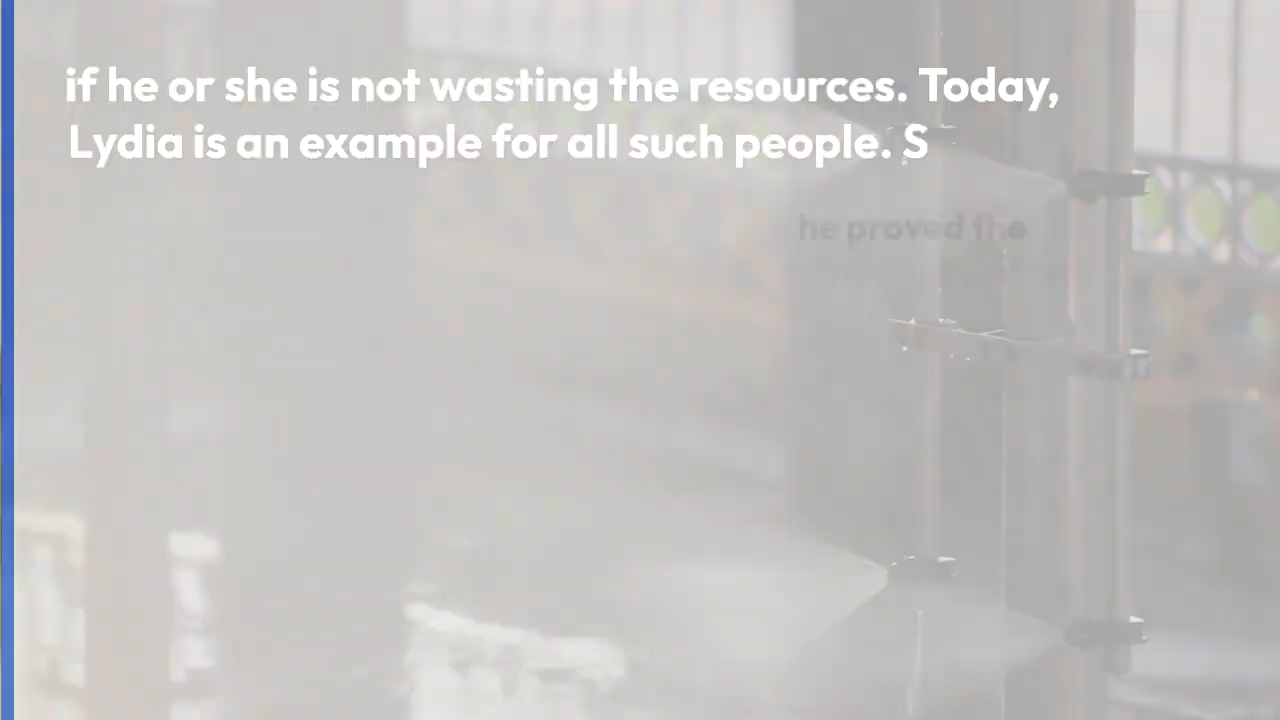 if he or she is not wasting the resources. Today,
Lydia is an example for all such people. S
he proved the